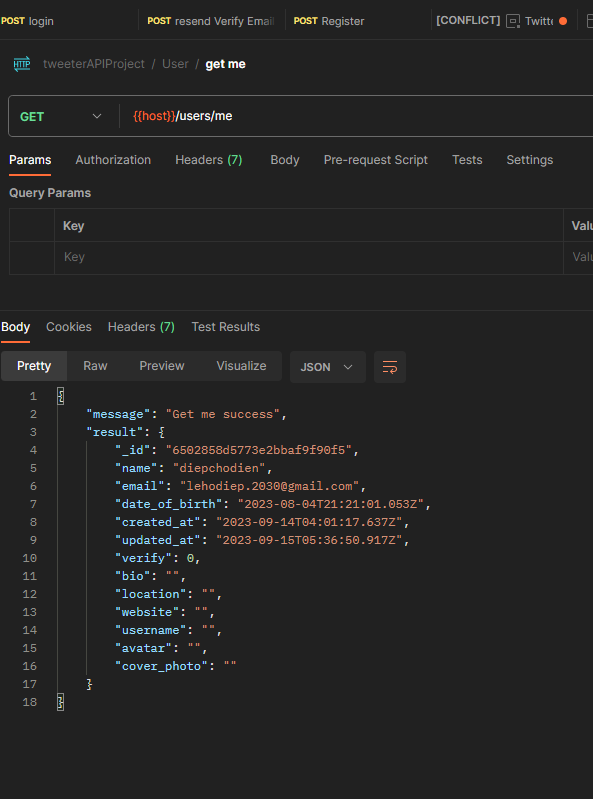 POST login POST resend Verify Email POST Register [CONFLICT] Twitt
HTTP tweeterAPIProject / User / get me
GET {{host}}/users/me
Params Authorization Headers (7) Body Pre-request Script Tests Settings
Query Params
Key Valu
Key Valu
Body Cookies Headers (7) Test Results
Pretty Raw Preview Visualize JSON
1 {
2 "message": "Get me success",
3 "result": {
4 "_id": "6502858d5773e2bbaf9f90f5",
5 "name": "diepchodien",
6 "email": "lehodiep.2030@gmail.com",
7 "date_of_birth": "2023-08-04T21:21:01.053Z",
8 "created_at": "2023-09-14T04:01:17.637Z",
9 "updated_at": "2023-09-15T05:36:50.917Z",
10 "verify": 0,
11 "bio": "",
12 "location": "",
13 "website": "",
14 "username": "",
15 "avatar": "",
16 "cover_photo": ""
17 }
18 }